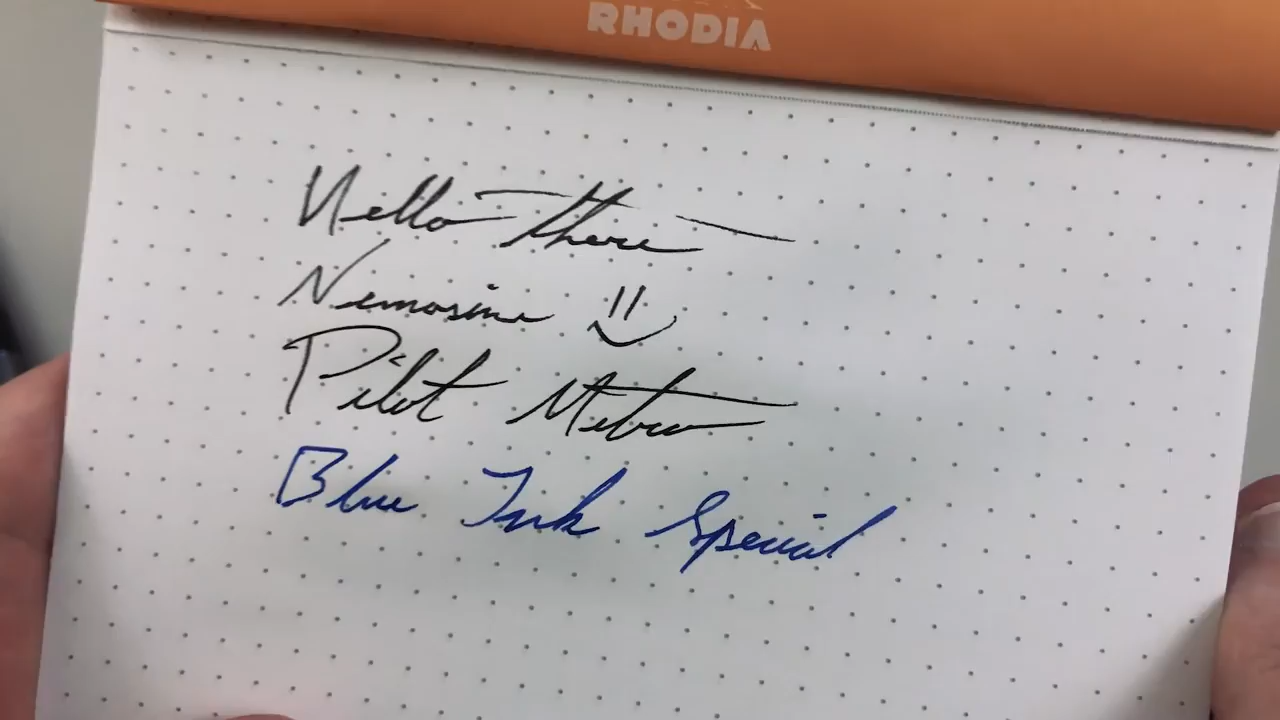 RHODIA
Hello there
Nemosine
Pilot Metro
Blue Ink Special